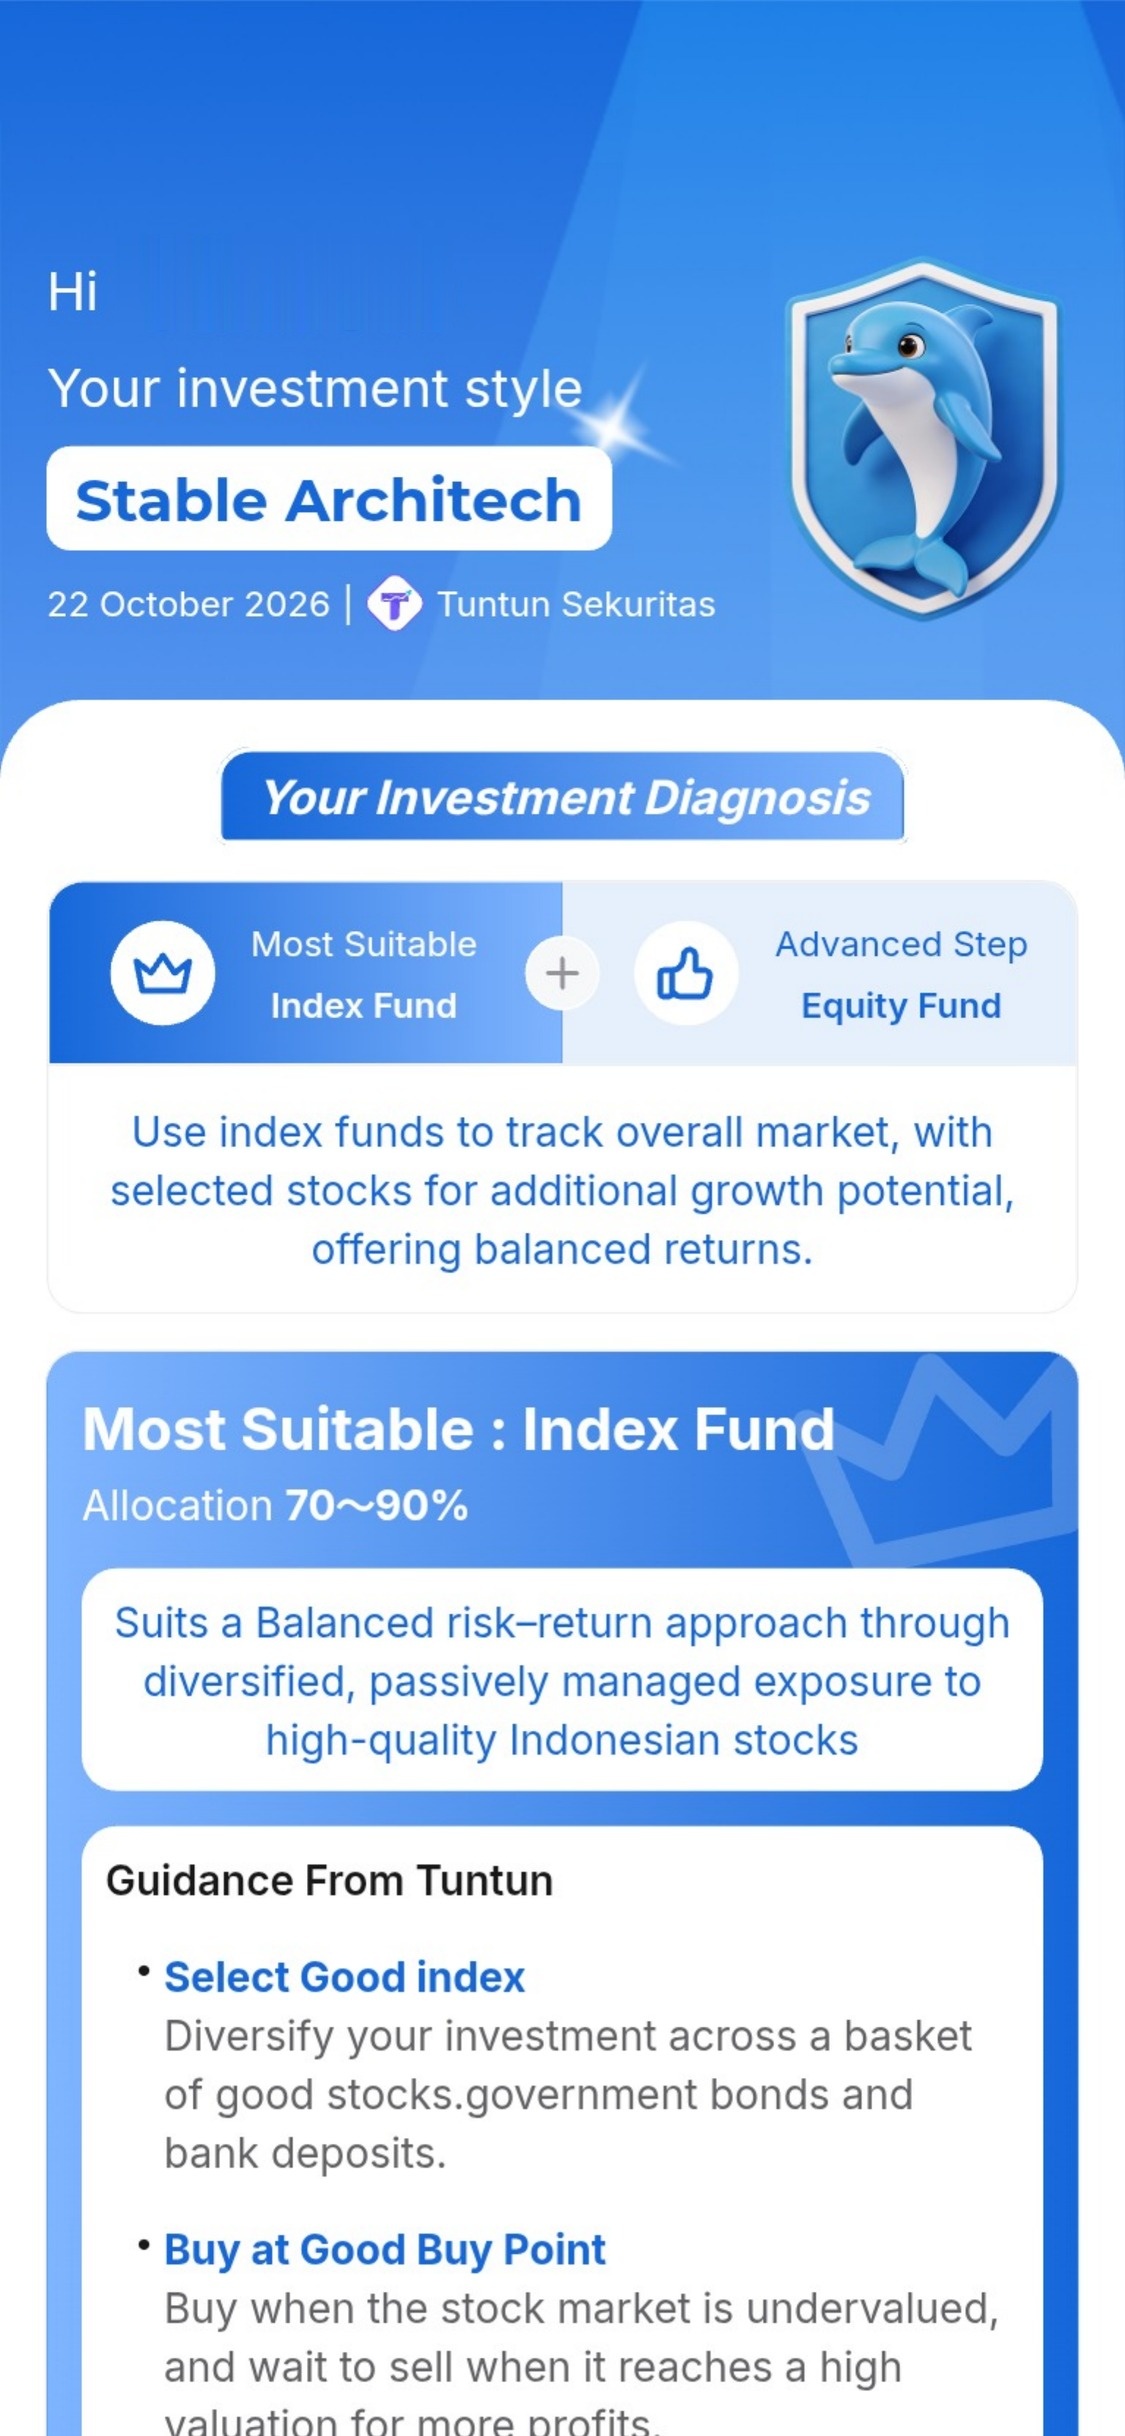 Hi
Your investment style
Stable Architech
22 October 2026 | Tuntun Sekuritas
Your Investment Diagnosis
Most Suitable
Index Fund
+
Advanced Step
Equity Fund
Use index funds to track overall market, with
selected stocks for additional growth potential,
offering balanced returns.
Most Suitable : Index Fund
Allocation 70～90%
Suits a Balanced risk–return approach through
diversified, passively managed exposure to
high-quality Indonesian stocks
Guidance From Tuntun
• Select Good index
Diversify your investment across a basket
of good stocks.government bonds and
bank deposits.
• Buy at Good Buy Point
Buy when the stock market is undervalued,
and wait to sell when it reaches a high
valuation for more profits.